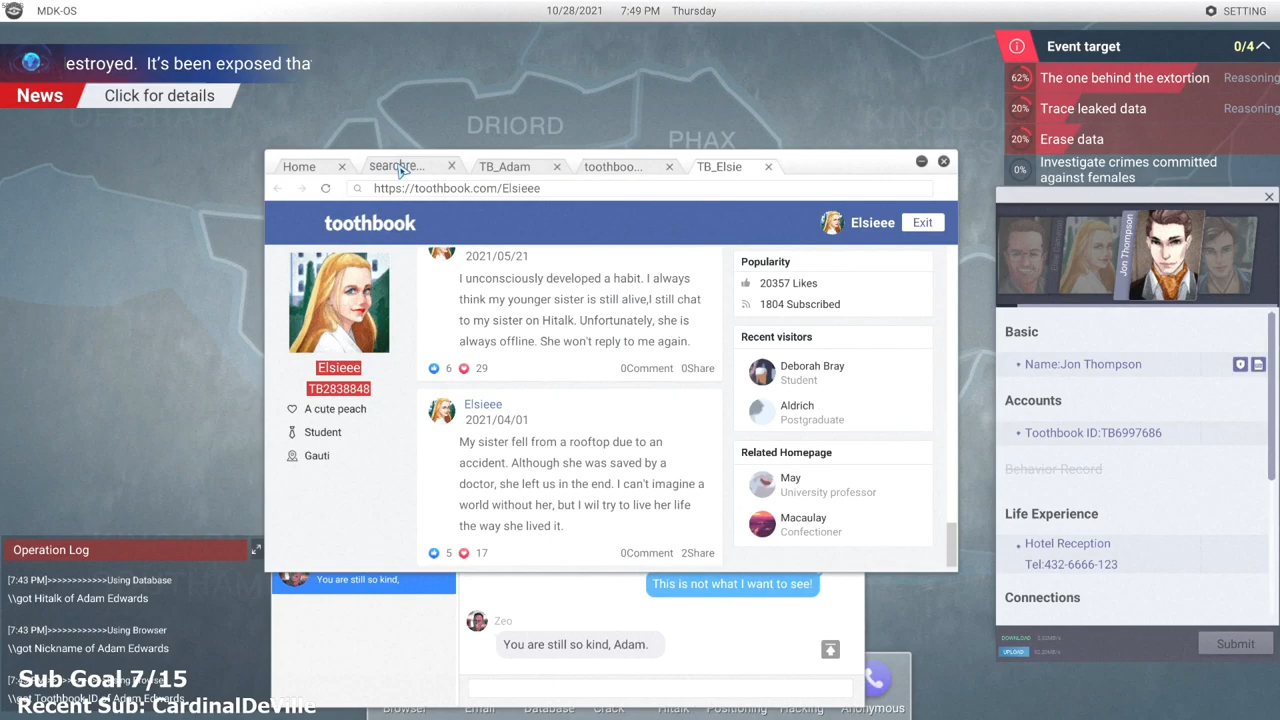 MDK-OS
10/28/2021 7:49 PM Thursday
SETTING
estroyed. It's been exposed tha
News
Click for details
DRIORD
PHAX
Event target
0/4
62% The one behind the extortion Reasoning
20% Trace leaked data Reasoning
20% Erase data
0% Investigate crimes committed
against females
Home
searchre...
TB_Adam
toothboo...
TB_Elsie
https://toothbook.com/Elsieee
toothbook
Elsieee
Exit
Elsieee
TB2838848
A cute peach
Student
Gauti
2021/05/21
I unconsciously developed a habit. I always
think my younger sister is still alive,I still chat
to my sister on Hitalk. Unfortunately, she is
always offline. She won't reply to me again.
6 29 0Comment 0Share
Elsieee
2021/04/01
My sister fell from a rooftop due to an
accident. Although she was saved by a
doctor, she left us in the end. I can't imagine a
world without her, but I wil try to live her life
the way she lived it.
5 17 0Comment 2Share
Popularity
20357 Likes
1804 Subscribed
Recent visitors
Deborah Bray
Student
Aldrich
Postgraduate
Related Homepage
May
University professor
Macaulay
Confectioner
Jon Thompson
Basic
• Name:Jon Thompson
Accounts
• Toothbook ID:TB6997686
Behavior Record
Life Experience
• Hotel Reception
Tel:432-6666-123
Connections
DOWNLOAD
UPLOAD
Submit
Operation Log
[7:43 PM]>>>>>>>>>>>>Using Database
\\got Hitalk of Adam Edwards
[7:43 PM]>>>>>>>>>>>>Using Browser
\\got Nickname of Adam Edwards
\\got Toothbook ID of Adam Edwards
Sub Goal 7/15
Recent Sub: CardinalDeVille
You are still so kind,
This is not what I want to see!
Zeo
You are still so kind, Adam.
Browser Email Database Crack Hitalk Positioning Hacking Anonymous